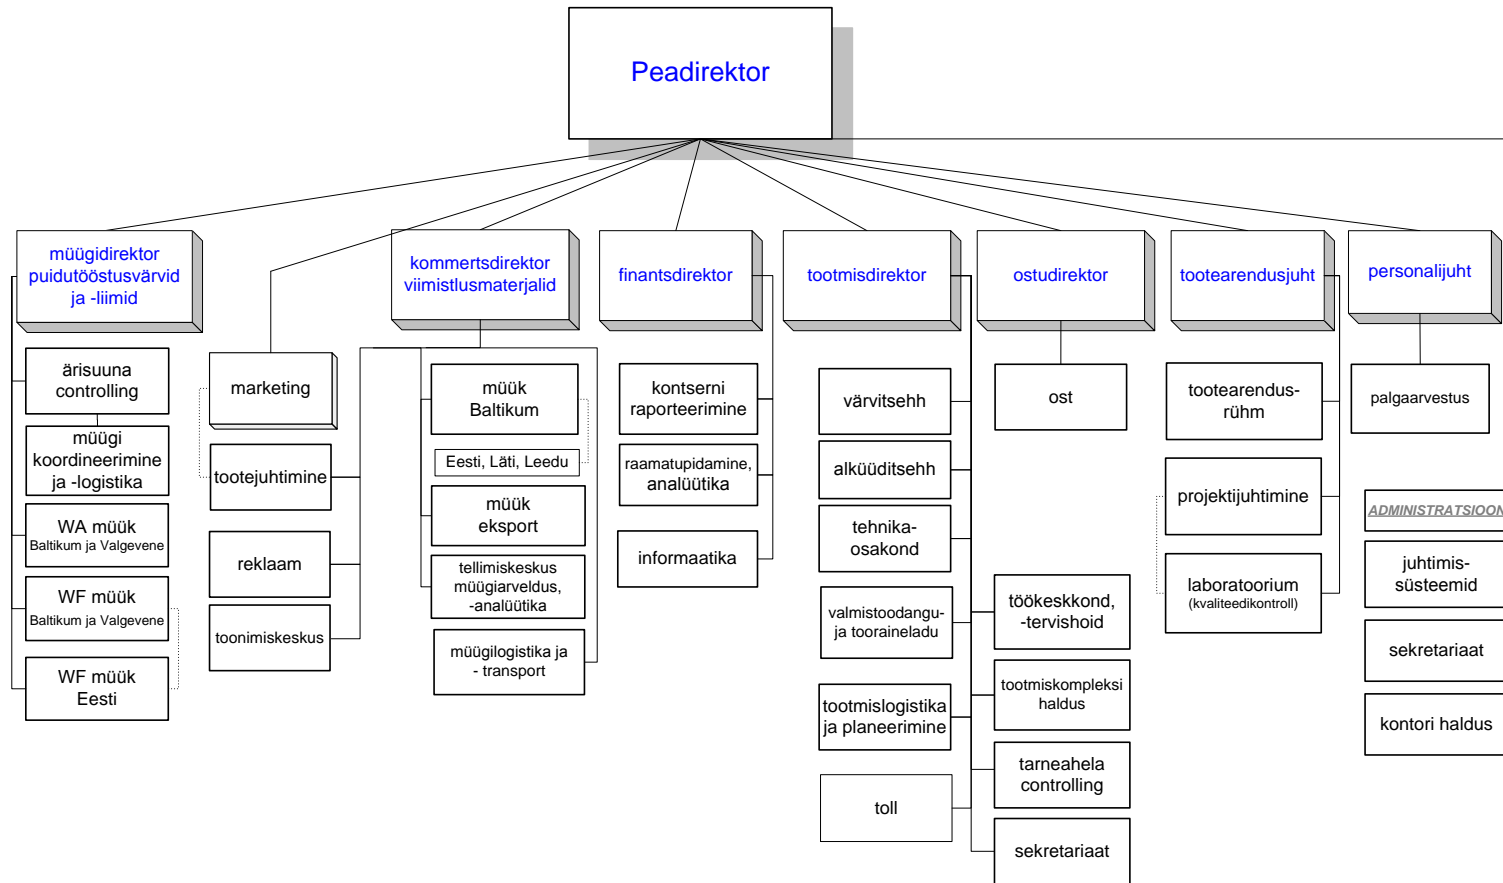 Peadirektor
müügidirektor
puidutööstusvärvid
ja -liimid
kommertsdirektor
viimistlusmaterjalid
finantsdirektor
tootmisdirektor
ostudirektor
tootearendusjuht
personalijuht
ärisuuna
controlling
müügi
koordineerimine
ja -logistika
WA müük
Baltikum ja Valgevene
WF müük
Baltikum ja Valgevene
WF müük
Eesti
marketing
tootejuhtimine
reklaam
toonimiskeskus
müük
Baltikum
Eesti, Läti, Leedu
müük
eksport
tellimiskeskus
müügiarveldus,
-analüütika
müügilogistika ja
- transport
kontserni
raporteerimine
raamatupidamine,
analüütika
informaatika
värvitsehh
alküüditsehh
tehnika-
osakond
valmistoodangu-
ja tooraineladu
tootmislogistika
ja planeerimine
toll
töökeskkond,
-tervishoid
tootmiskompleksi
haldus
tarneahela
controlling
sekretariaat
ost
tootearendus-
rühm
projektijuhtimine
laboratoorium
(kvaliteedikontroll)
palgaarvestus
ADMINISTRATSIOON
juhtimis-
süsteemid
sekretariaat
kontori haldus